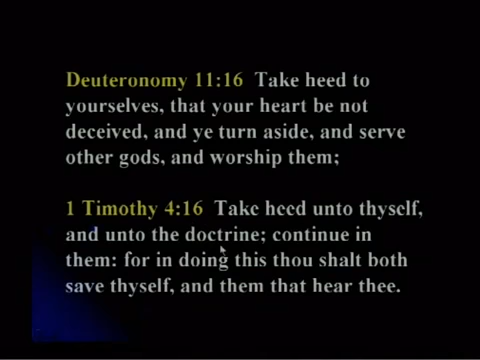 Deuteronomy 11:16  Take heed to
yourselves, that your heart be not
deceived, and ye turn aside, and serve
other gods, and worship them;
1 Timothy 4:16  Take heed unto thyself,
and unto the doctrine; continue in
them: for in doing this thou shalt both
save thyself, and them that hear thee.